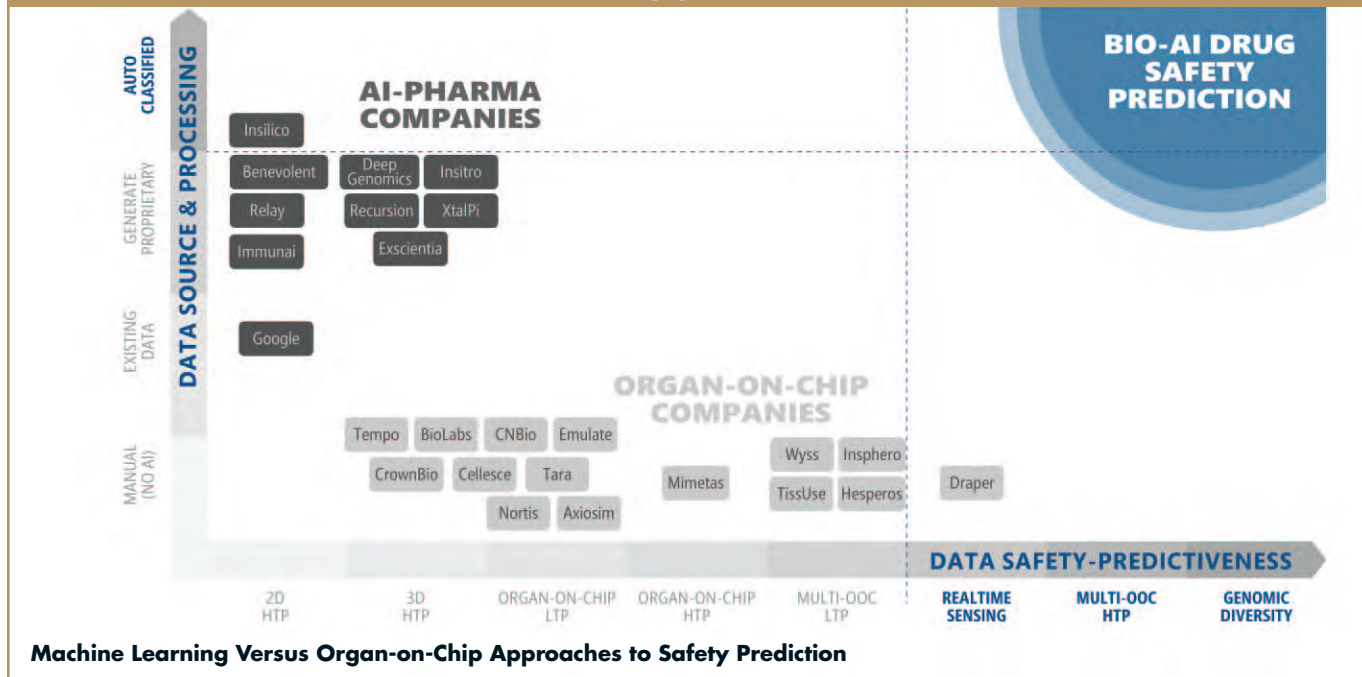 AUTO
CLASSIFIED
GENERATE
PROPRIETARY
EXISTING
DATA
MANUAL
(NO AI)
DATA SOURCE & PROCESSING
AI-PHARMA
COMPANIES
BIO-AI DRUG
SAFETY
PREDICTION
Insilico
Benevolent
Deep
Genomics
Insitro
Relay
Recursion
XtalPi
Immunai
Exscientia
Google
ORGAN-ON-CHIP
COMPANIES
Tempo
BioLabs
CNBio
Emulate
CrownBio
Cellesce
Tara
Nortis
Axiosim
Mimetas
Wyss
Insphero
TissUse
Hesperos
Draper
DATA SAFETY-PREDICTIVENESS
2D
HTP
3D
HTP
ORGAN-ON-CHIP
LTP
ORGAN-ON-CHIP
HTP
MULTI-OOC
LTP
REALTIME
SENSING
MULTI-OOC
HTP
GENOMIC
DIVERSITY
Machine Learning Versus Organ-on-Chip Approaches to Safety Prediction